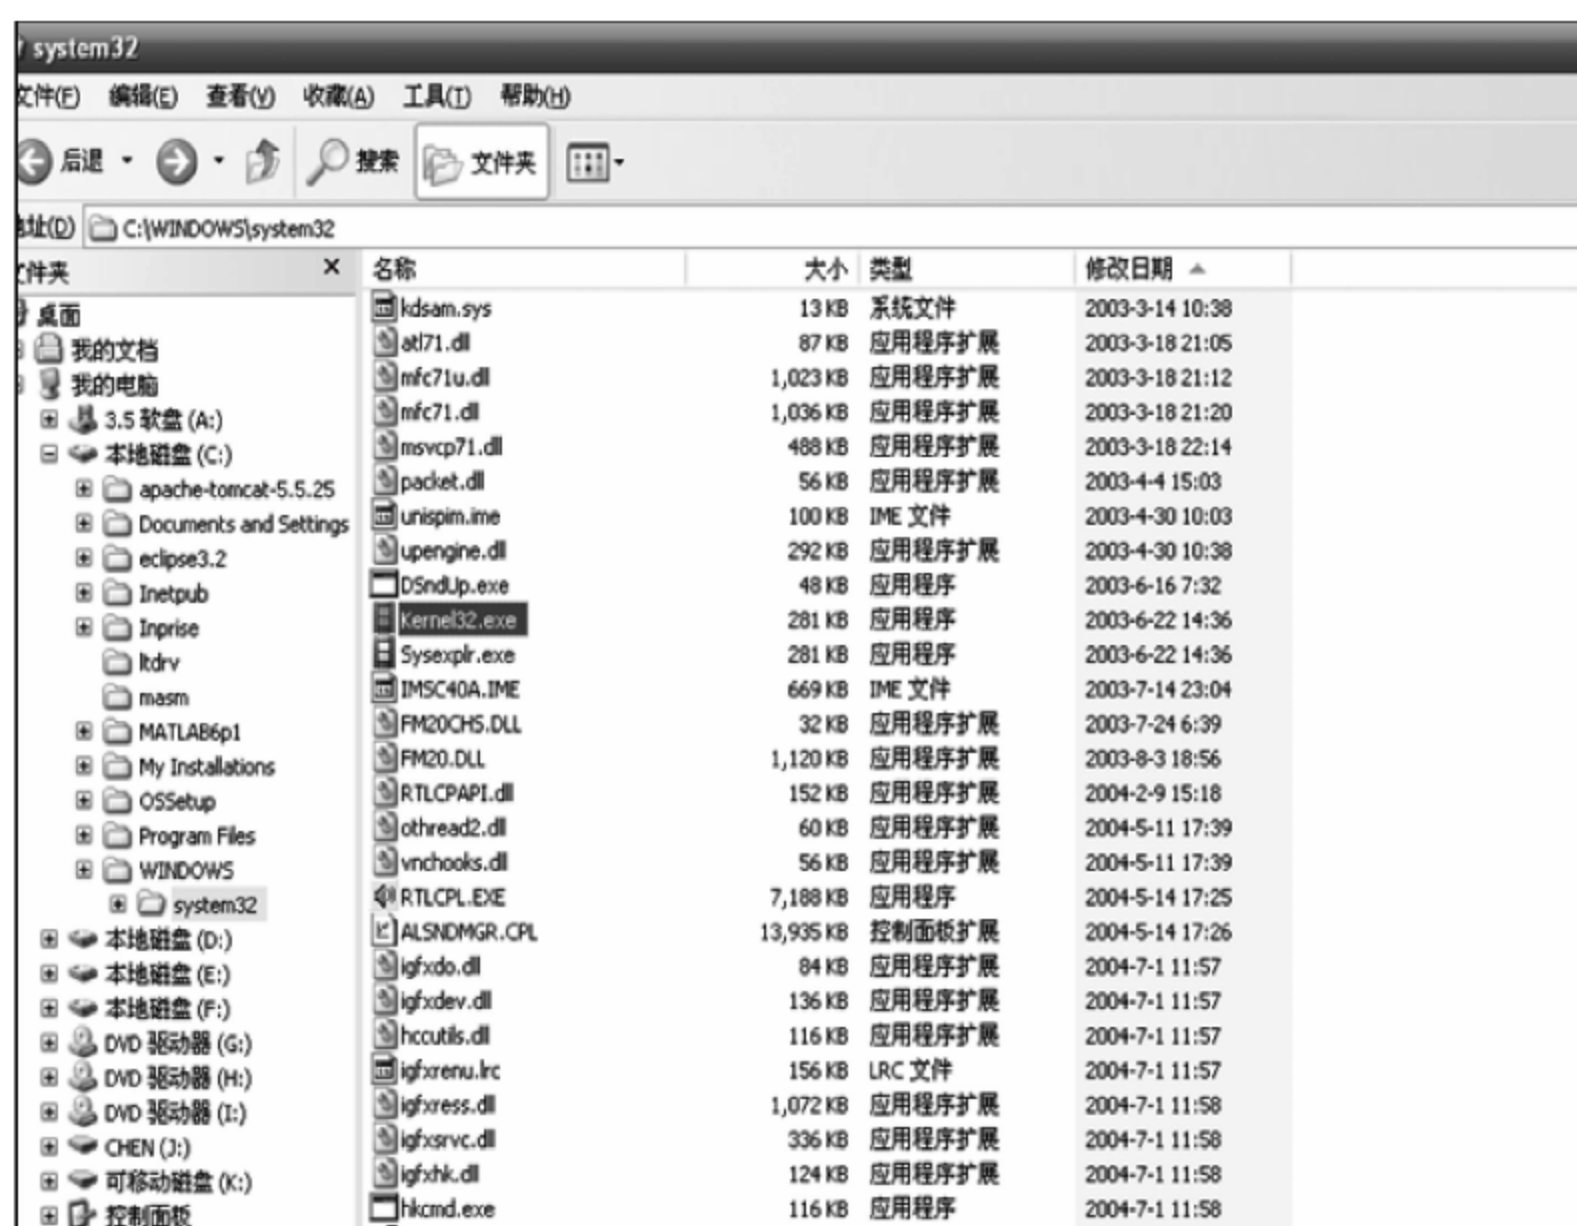 system32
文件(F) 编辑(E) 查看(V) 收藏(A) 工具(T) 帮助(H)
后退 搜索 文件夹
地址(D) C:\WINDOWS\system32
文件夹 X
桌面
我的文档
我的电脑
3.5 软盘 (A:)
本地磁盘 (C:)
apache-tomcat-5.5.25
Documents and Settings
eclipse3.2
Inetpub
Inprise
ltdrv
masm
MATLAB6p1
My Installations
OSSetup
Program Files
WINDOWS
system32
本地磁盘 (D:)
本地磁盘 (E:)
本地磁盘 (F:)
DVD 驱动器 (G:)
DVD 驱动器 (H:)
DVD 驱动器 (I:)
CHEN (J:)
可移动磁盘 (K:)
控制面板
名称 大小 类型 修改日期
kdsam.sys 13 KB 系统文件 2003-3-14 10:38
atl71.dll 87 KB 应用程序扩展 2003-3-18 21:05
mfc71u.dll 1,023 KB 应用程序扩展 2003-3-18 21:12
mfc71.dll 1,036 KB 应用程序扩展 2003-3-18 21:20
msvcp71.dll 488 KB 应用程序扩展 2003-3-18 22:14
packet.dll 56 KB 应用程序扩展 2003-4-4 15:03
unispim.ime 100 KB IME 文件 2003-4-30 10:03
upengine.dll 292 KB 应用程序扩展 2003-4-30 10:38
DSndUp.exe 48 KB 应用程序 2003-6-16 7:32
Kernel32.exe 281 KB 应用程序 2003-6-22 14:36
Sysexplr.exe 281 KB 应用程序 2003-6-22 14:36
IMSC40A.IME 669 KB IME 文件 2003-7-14 23:04
FM20CHS.DLL 32 KB 应用程序扩展 2003-7-24 6:39
FM20.DLL 1,120 KB 应用程序扩展 2003-8-3 18:56
RTLCPAPI.dll 152 KB 应用程序扩展 2004-2-9 15:18
othread2.dll 60 KB 应用程序扩展 2004-5-11 17:39
vnchooks.dll 56 KB 应用程序扩展 2004-5-11 17:39
RTLCPL.EXE 7,188 KB 应用程序 2004-5-14 17:25
ALSNDMGR.CPL 13,935 KB 控制面板扩展 2004-5-14 17:26
igfxdo.dll 84 KB 应用程序扩展 2004-7-1 11:57
igfxdev.dll 136 KB 应用程序扩展 2004-7-1 11:57
hccutils.dll 116 KB 应用程序扩展 2004-7-1 11:57
igfxrenu.lrc 156 KB LRC 文件 2004-7-1 11:57
igfxress.dll 1,072 KB 应用程序扩展 2004-7-1 11:58
igfxsrvc.dll 336 KB 应用程序扩展 2004-7-1 11:58
igfxhk.dll 124 KB 应用程序扩展 2004-7-1 11:58
hkcmd.exe 116 KB 应用程序 2004-7-1 11:58